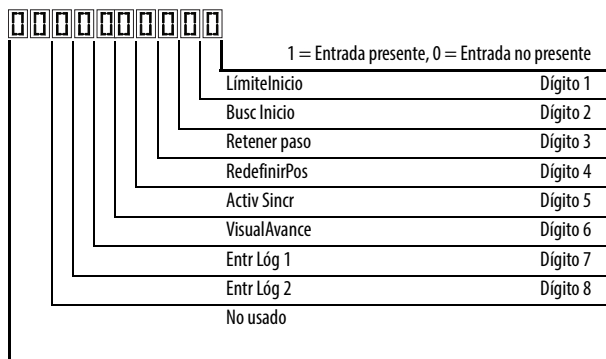 0000000000
1 = Entrada presente, 0 = Entrada no presente
LímiteInicio Dígito 1
Busc Inicio Dígito 2
Retener paso Dígito 3
RedefinirPos Dígito 4
Activ Sincr Dígito 5
VisualAvance Dígito 6
Entr Lóg 1 Dígito 7
Entr Lóg 2 Dígito 8
No usado